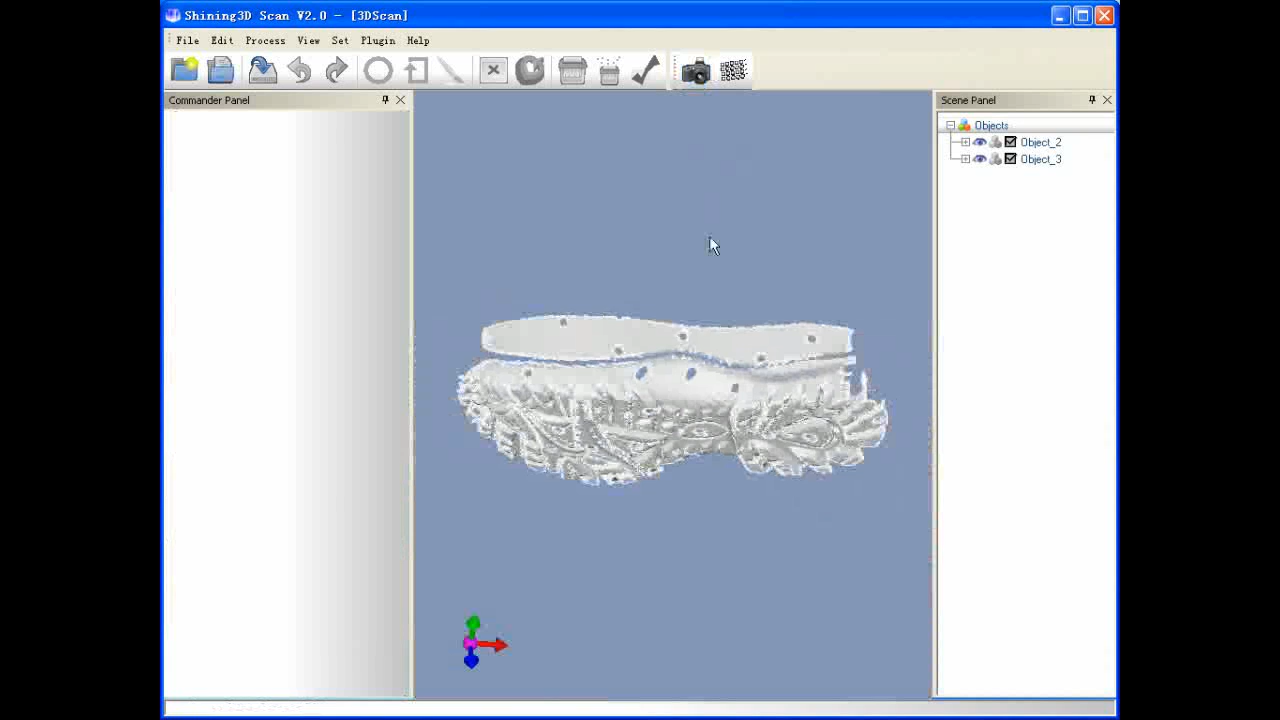 Shining3D Scan V2.0 - [3DScan]
File Edit Process View Set Plugin Help
Commander Panel
Scene Panel
Objects
Object_2
Object_3